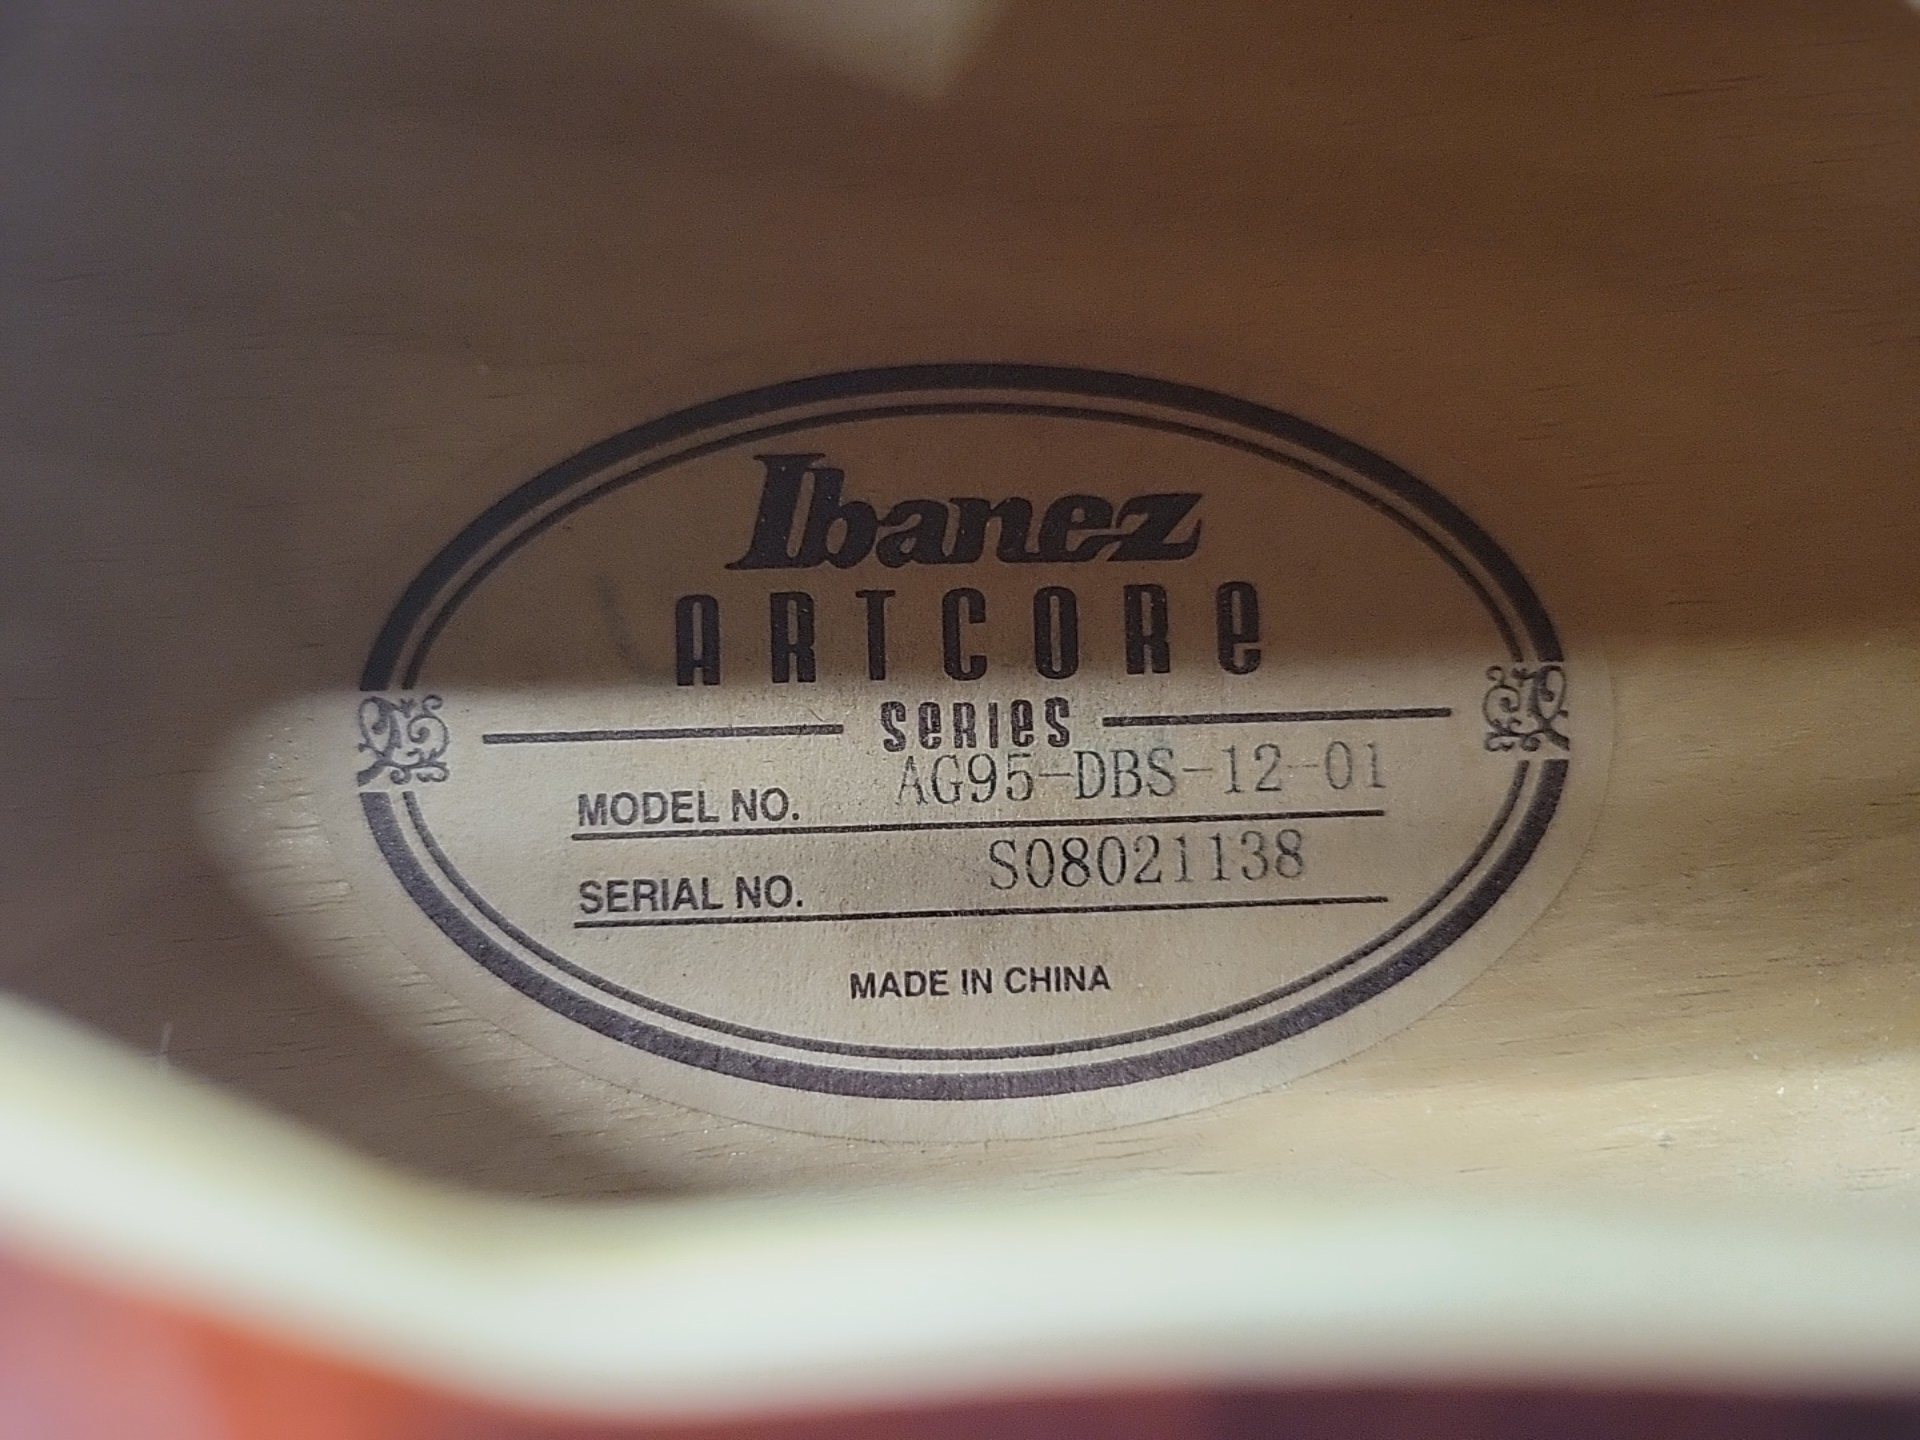 Ibanez
ARTCORE
SERIES
MODEL NO. AG95-DBS-12-01
SERIAL NO. S08021138
MADE IN CHINA